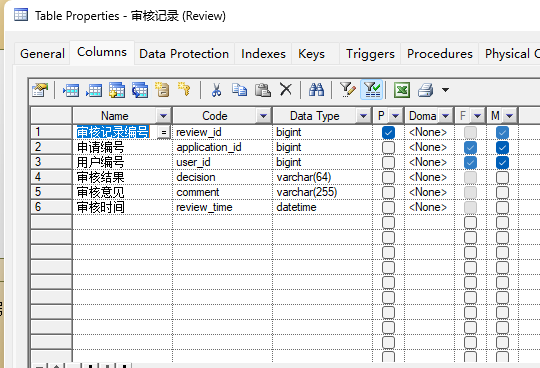 Table Properties - 审核记录 (Review)
General Columns Data Protection Indexes Keys Triggers Procedures Physical O
Name Code Data Type P Doma F M
1 审核记录编号 = review_id bigint <None>
2 申请编号 application_id bigint <None>
3 用户编号 user_id bigint <None>
4 审核结果 decision varchar(64) <None>
5 审核意见 comment varchar(255) <None>
6 审核时间 review_time datetime <None>